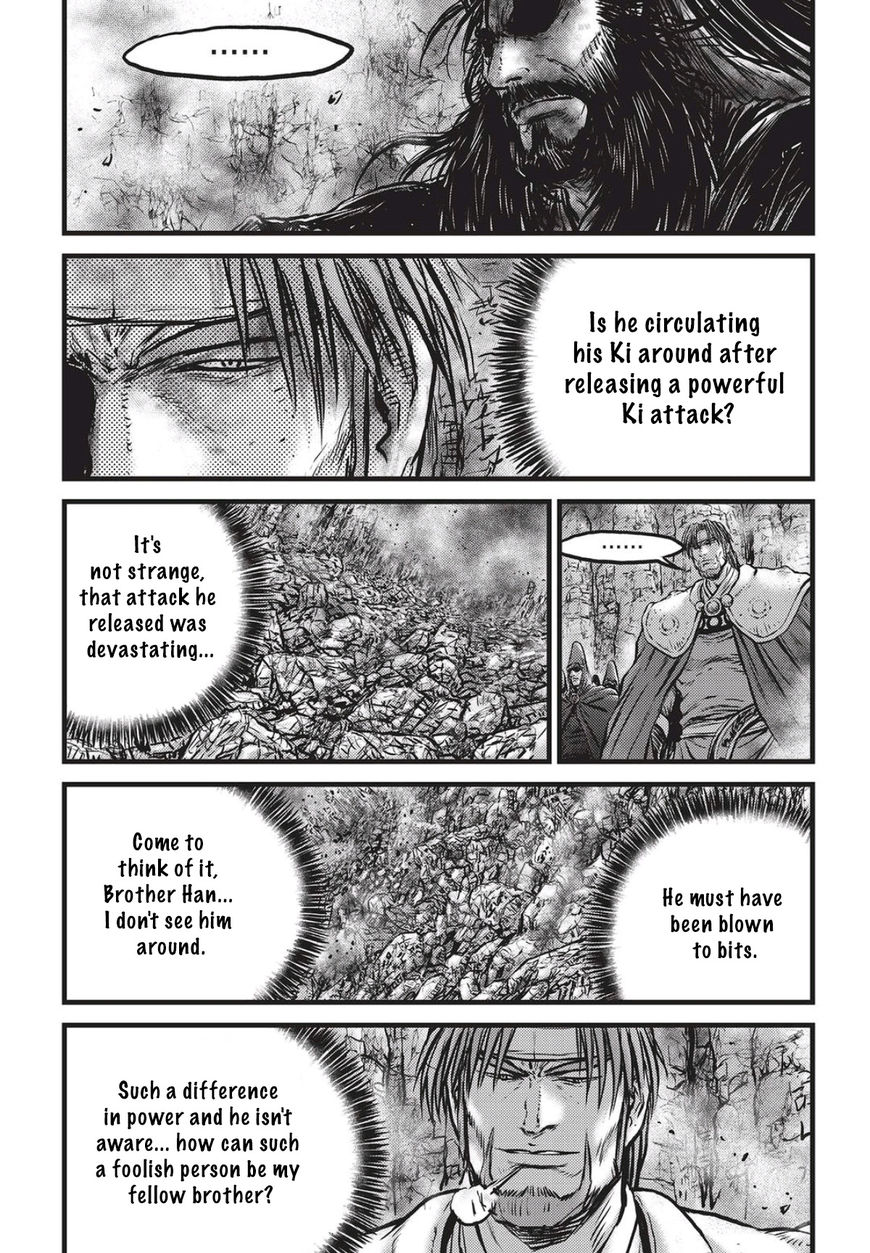 ......
Is he circulating
his Ki around after
releasing a powerful
Ki attack?
It's
not strange,
that attack he
released was
devastating...
......
Come to
think of it,
Brother Han...
I don't see him
around.
He must have
been blown
to bits.
Such a difference
in power and he isn't
aware... how can such
a foolish person be my
fellow brother?